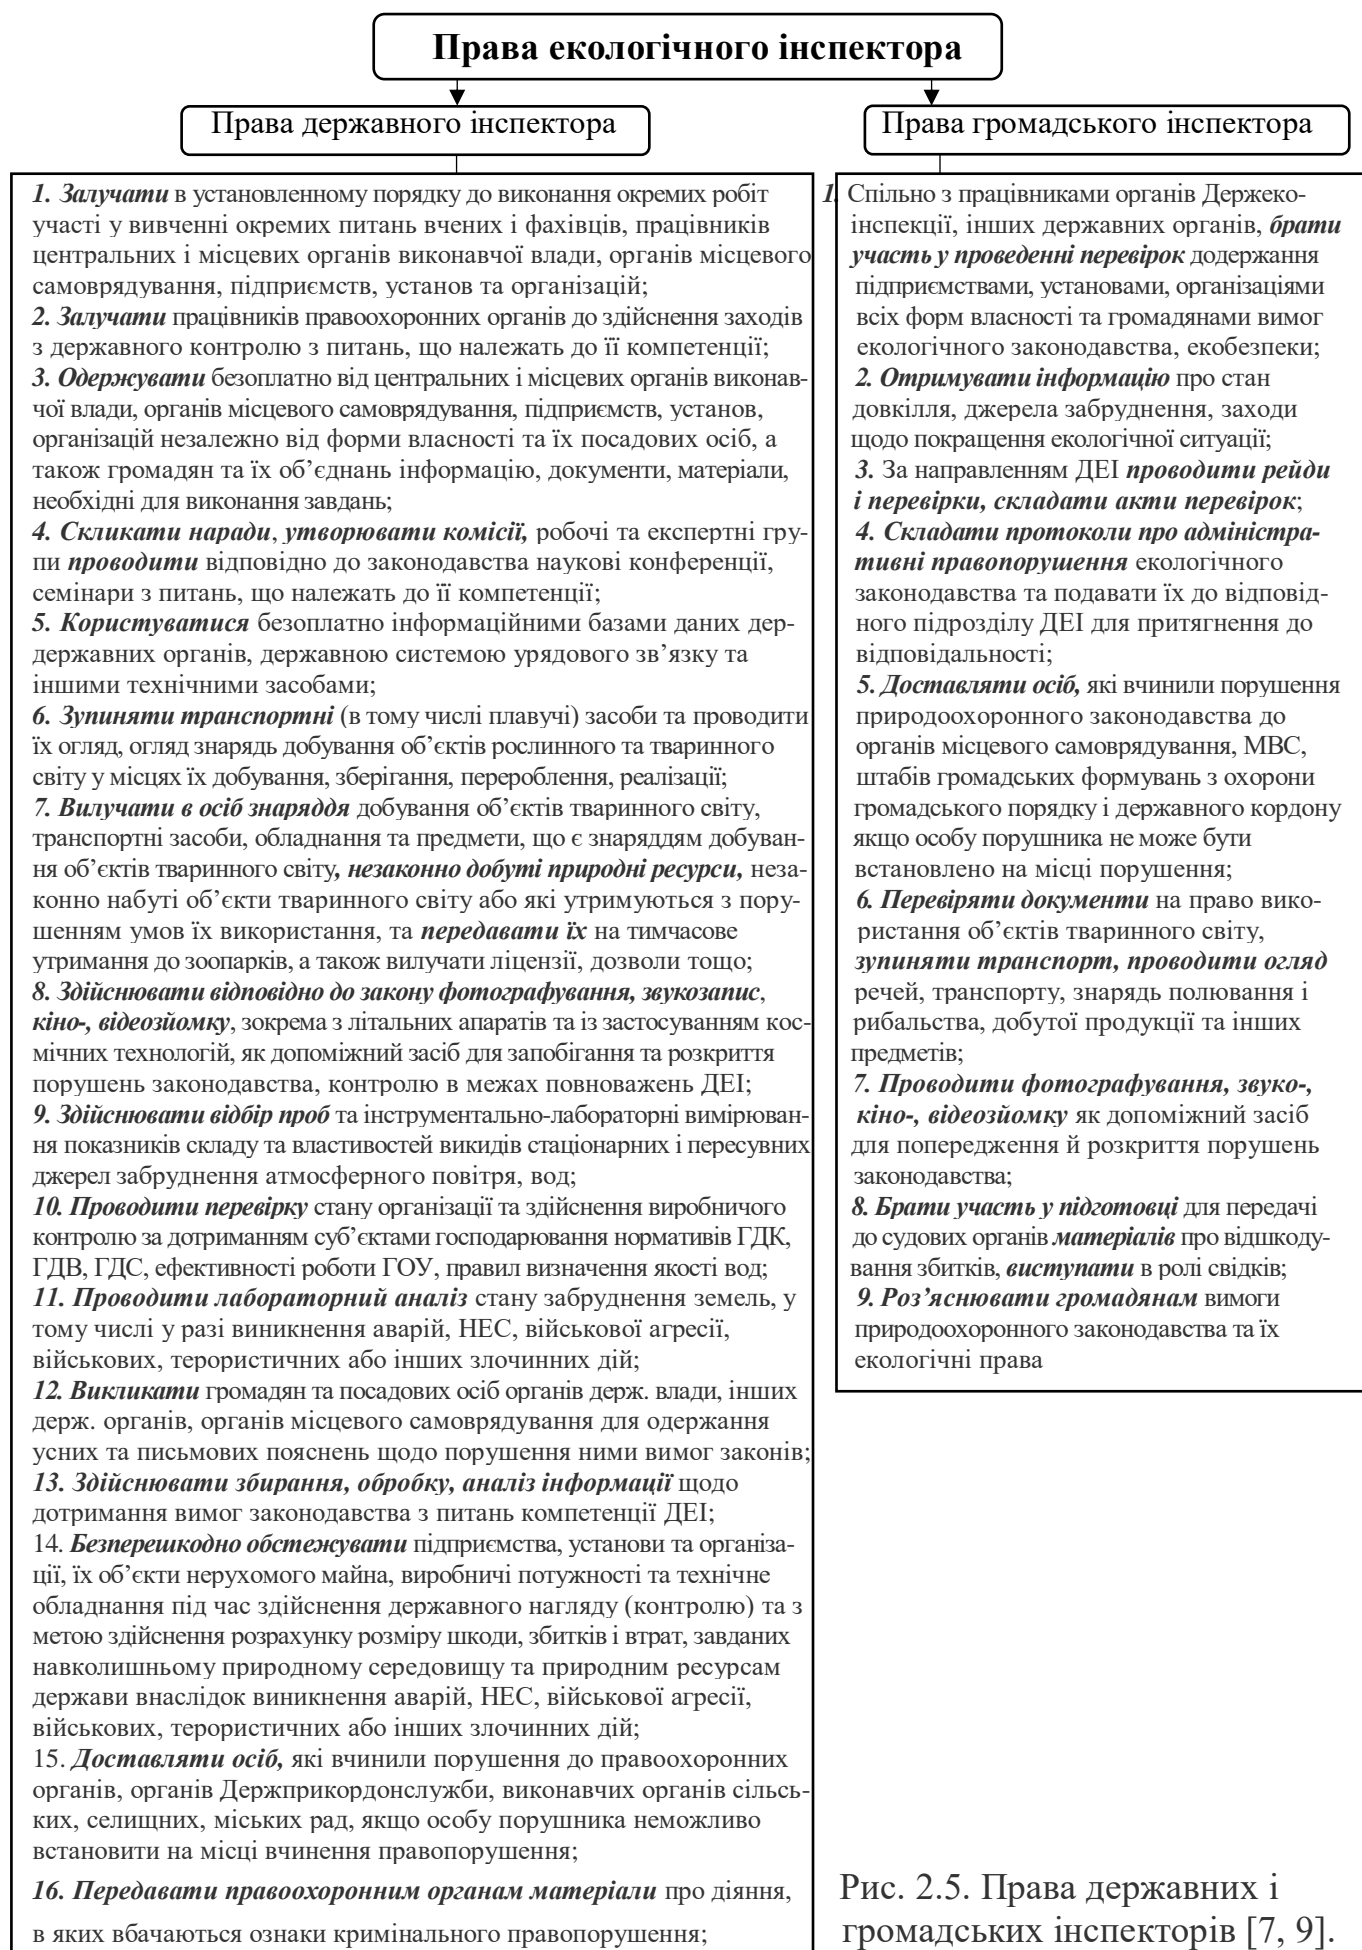 Права екологічного інспектора
Права державного інспектора
1. Залучати в установленному порядку до виконання окремих робіт
участі у вивченні окремих питань вчених і фахівців, працівників
центральних і місцевих органів виконавчої влади, органів місцевого
самоврядування, підприємств, установ та організацій;
2. Залучати працівників правоохоронних органів до здійснення заходів
з державного контролю з питань, що належать до її компетенції;
3. Одержувати безоплатно від центральних і місцевих органів виконав-
чої влади, органів місцевого самоврядування, підприємств, установ,
організацій незалежно від форми власності та їх посадових осіб, а
також громадян та їх об’єднань інформацію, документи, матеріали,
необхідні для виконання завдань;
4. Скликати наради, утворювати комісії, робочі та експертні гру-
пи проводити відповідно до законодавства наукові конференції,
семінари з питань, що належать до її компетенції;
5. Користуватися безоплатно інформаційними базами даних дер-
державних органів, державною системою урядового зв’язку та
іншими технічними засобами;
6. Зупиняти транспортні (в тому числі плавучі) засоби та проводити
їх огляд, огляд знарядь добування об’єктів рослинного та тваринного
світу у місцях їх добування, зберігання, перероблення, реалізації;
7. Вилучати в осіб знаряддя добування об’єктів тваринного світу,
транспортні засоби, обладнання та предмети, що є знаряддям добуван-
ня об’єктів тваринного світу, незаконно добуті природні ресурси, неза-
конно набуті об’єкти тваринного світу або які утримуються з пору-
шенням умов їх використання, та передавати їх на тимчасове
утримання до зоопарків, а також вилучати ліцензії, дозволи тощо;
8. Здійснювати відповідно до закону фотографування, звукозапис,
кіно-, відеозйомку, зокрема з літальних апаратів та із застосуванням кос-
мічних технологій, як допоміжний засіб для запобігання та розкриття
порушень законодавства, контролю в межах повноважень ДЕІ;
9. Здійснювати відбір проб та інструментально-лабораторні вимірюван-
ня показників складу та властивостей викидів стаціонарних і пересувних
джерел забруднення атмосферного повітря, вод;
10. Проводити перевірку стану організації та здійснення виробничого
контролю за дотриманням суб’єктами господарювання нормативів ГДК,
ГДВ, ГДС, ефективності роботи ГОУ, правил визначення якості вод;
11. Проводити лабораторний аналіз стану забруднення земель, у
тому числі у разі виникнення аварій, НЕС, військової агресії,
військових, терористичних або інших злочинних дій;
12. Викликати громадян та посадових осіб органів держ. влади, інших
держ. органів, органів місцевого самоврядування для одержання
усних та письмових пояснень щодо порушення ними вимог законів;
13. Здійснювати збирання, обробку, аналіз інформації щодо
дотримання вимог законодавства з питань компетенції ДЕІ;
14. Безперешкодно обстежувати підприємства, установи та організа-
ції, їх об’єкти нерухомого майна, виробничі потужності та технічне
обладнання під час здійснення державного нагляду (контролю) та з
метою здійснення розрахунку розміру шкоди, збитків і втрат, завданих
навколишньому природному середовищу та природним ресурсам
держави внаслідок виникнення аварій, НЕС, військової агресії,
військових, терористичних або інших злочинних дій;
15. Доставляти осіб, які вчинили порушення до правоохоронних
органів, органів Держприкордонслужби, виконавчих органів сільсь-
ких, селищних, міських рад, якщо особу порушника неможливо
встановити на місці вчинення правопорушення;
16. Передавати правоохоронним органам матеріали про діяння,
в яких вбачаються ознаки кримінального правопорушення;
Права громадського інспектора
1. Спільно з працівниками органів Держеко-
інспекції, інших державних органів, брати
участь у проведенні перевірок додержання
підприємствами, установами, організаціями
всіх форм власності та громадянами вимог
екологічного законодавства, екобезпеки;
2. Отримувати інформацію про стан
довкілля, джерела забруднення, заходи
щодо покращення екологічної ситуації;
3. За направленням ДЕІ проводити рейди
і перевірки, складати акти перевірок;
4. Складати протоколи про адміністра-
тивні правопорушення екологічного
законодавства та подавати їх до відповід-
ного підрозділу ДЕІ для притягнення до
відповідальності;
5. Доставляти осіб, які вчинили порушення
природоохоронного законодавства до
органів місцевого самоврядування, МВС,
штабів громадських формувань з охорони
громадського порядку і державного кордону
якщо особу порушника не може бути
встановлено на місці порушення;
6. Перевіряти документи на право вико-
ристання об’єктів тваринного світу,
зупиняти транспорт, проводити огляд
речей, транспорту, знарядь полювання і
рибальства, добутої продукції та інших
предметів;
7. Проводити фотографування, звуко-,
кіно-, відеозйомку як допоміжний засіб
для попередження й розкриття порушень
законодавства;
8. Брати участь у підготовці для передачі
до судових органів матеріалів про відшкоду-
вання збитків, виступати в ролі свідків;
9. Роз’яснювати громадянам вимоги
природоохоронного законодавства та їх
екологічні права
Рис. 2.5. Права державних і
громадських інспекторів [7, 9].